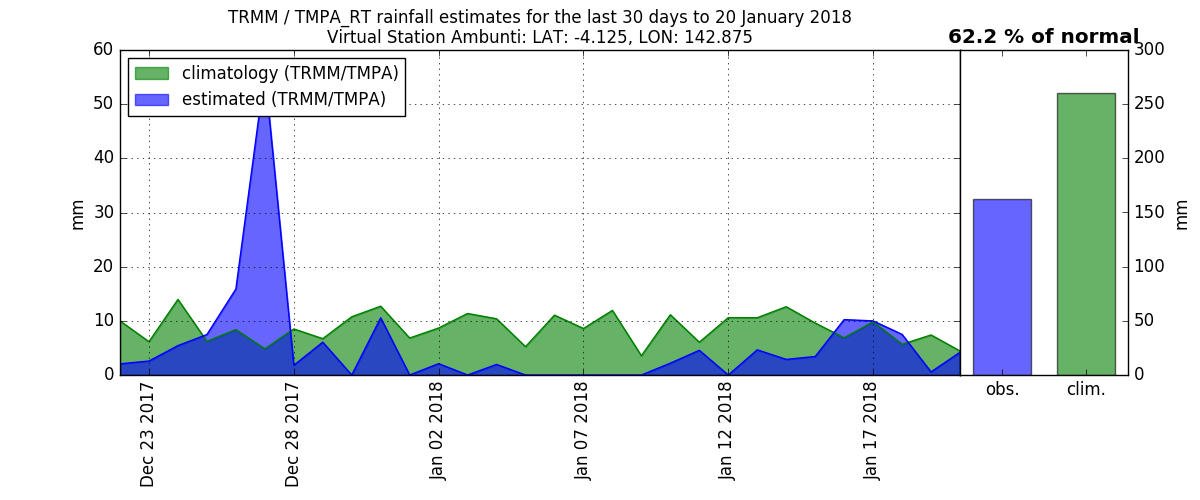 TRMM / TMPA_RT rainfall estimates for the last 30 days to 20 January 2018
Virtual Station Ambunti: LAT: -4.125, LON: 142.875
62.2 % of normal
climatology (TRMM/TMPA)
estimated (TRMM/TMPA)
60
50
40
30
20
10
0
mm
300
250
200
150
100
50
0
mm
Dec 23 2017
Dec 28 2017
Jan 02 2018
Jan 07 2018
Jan 12 2018
Jan 17 2018
obs.
clim.